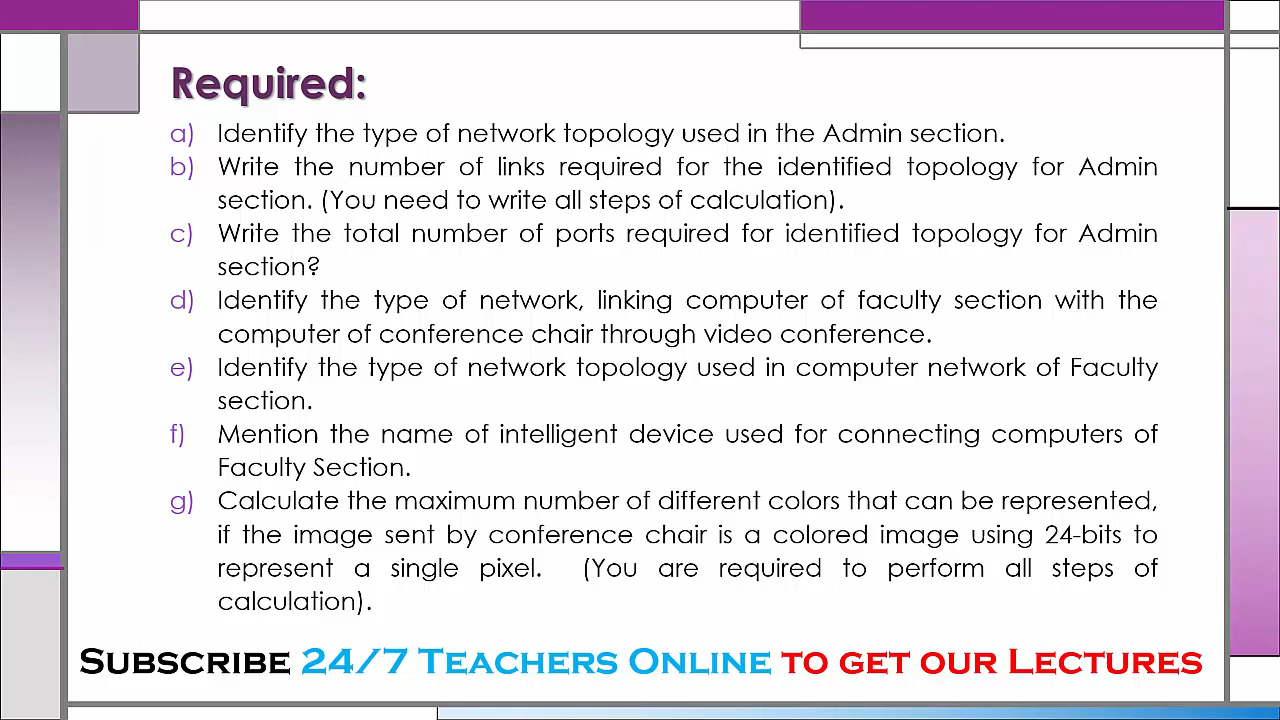 Required:
a) Identify the type of network topology used in the Admin section.
b) Write the number of links required for the identified topology for Admin
section. (You need to write all steps of calculation).
c) Write the total number of ports required for identified topology for Admin
section?
d) Identify the type of network, linking computer of faculty section with the
computer of conference chair through video conference.
e) Identify the type of network topology used in computer network of Faculty
section.
f) Mention the name of intelligent device used for connecting computers of
Faculty Section.
g) Calculate the maximum number of different colors that can be represented,
if the image sent by conference chair is a colored image using 24-bits to
represent a single pixel. (You are required to perform all steps of
calculation).
Subscribe 24/7 Teachers Online to get our Lectures